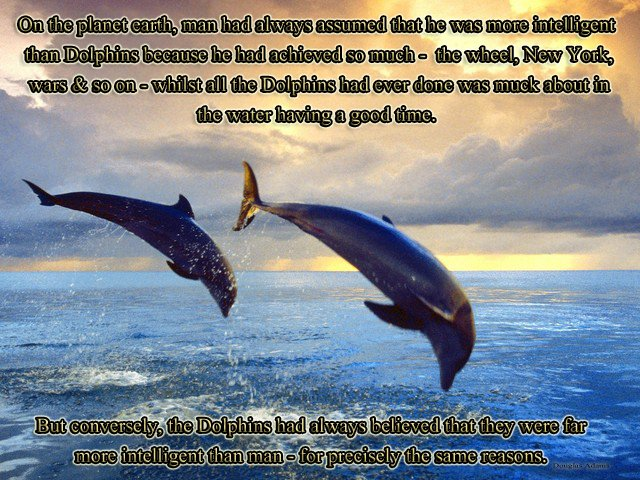 On the planet earth, man had always assumed that he was more intelligent
than Dolphins because he had achieved so much - the wheel, New York,
wars & so on - whilst all the Dolphins had ever done was muck about in
the water having a good time.
But conversely, the Dolphins had always believed that they were far
more intelligent than man - for precisely the same reasons.
Douglas Adams